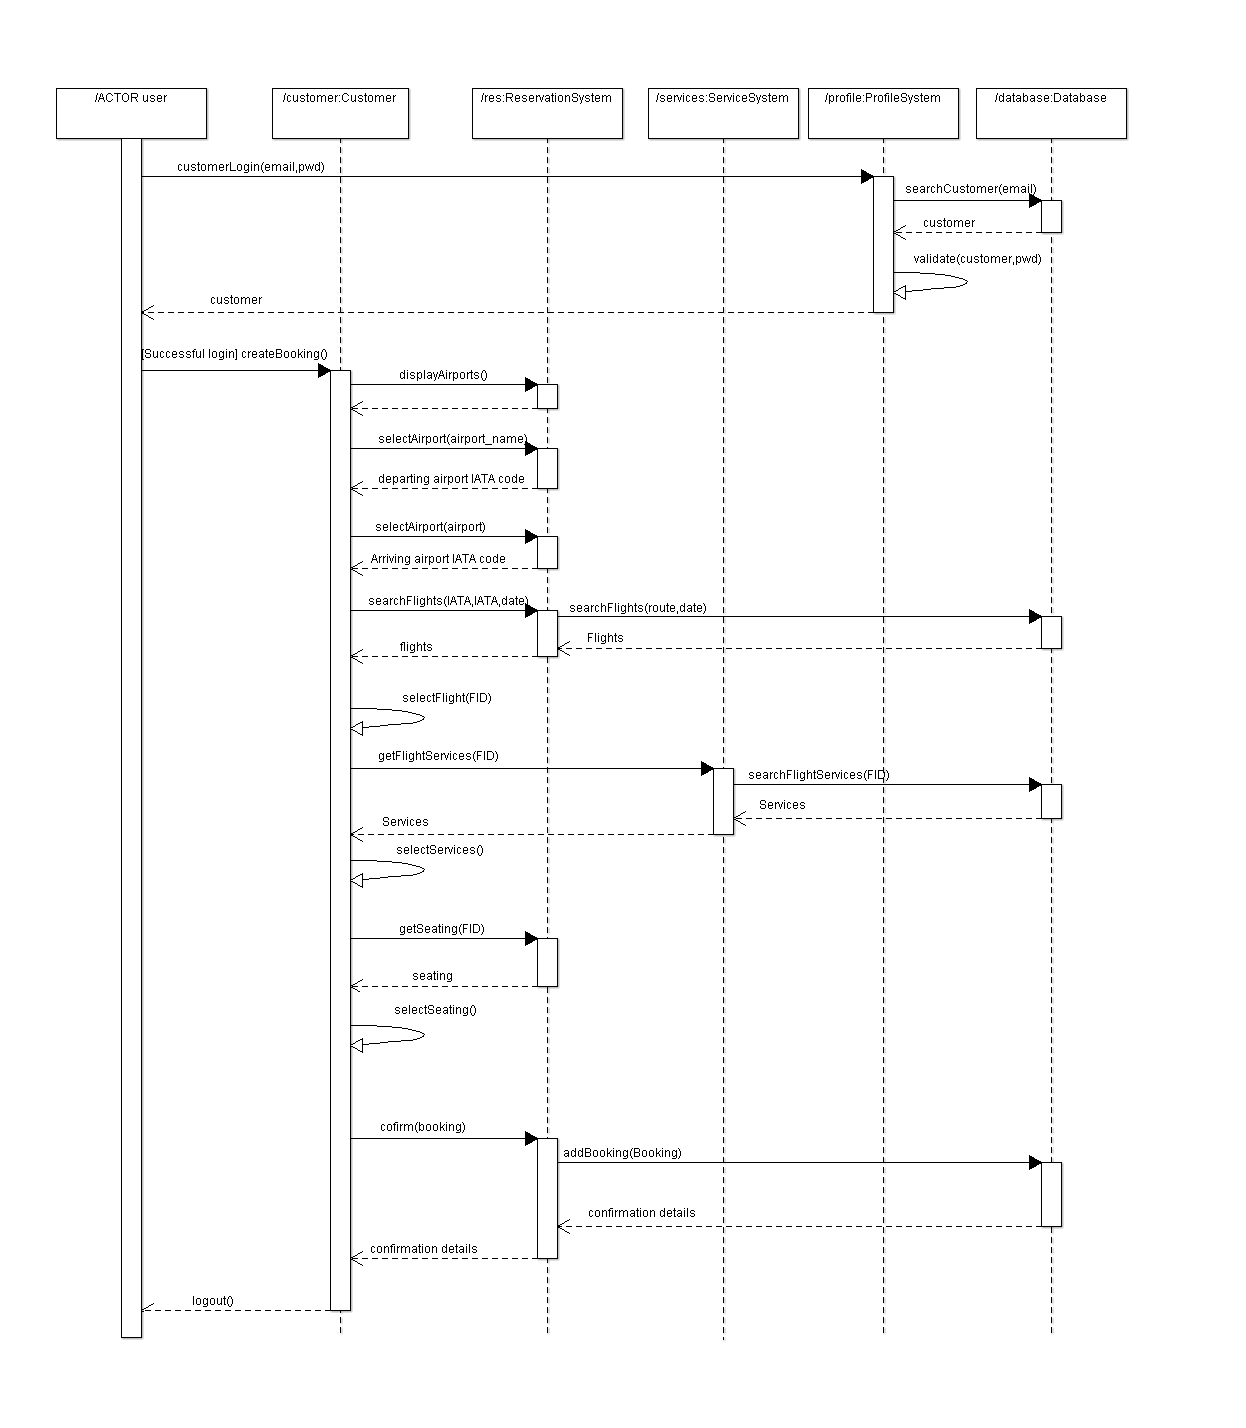 /ACTOR user
/customer:Customer
/res:ReservationSystem
/services:ServiceSystem
/profile:ProfileSystem
/database:Database
customerLogin(email,pwd)
searchCustomer(email)
customer
validate(customer,pwd)
customer
[Successful login] createBooking()
displayAirports()
selectAirport(airport_name)
departing airport IATA code
selectAirport(airport)
Arriving airport IATA code
searchFlights(IATA,IATA,date)
searchFlights(route,date)
Flights
flights
selectFlight(FID)
getFlightServices(FID)
searchFlightServices(FID)
Services
Services
selectServices()
getSeating(FID)
seating
selectSeating()
cofirm(booking)
addBooking(Booking)
confirmation details
confirmation details
logout()